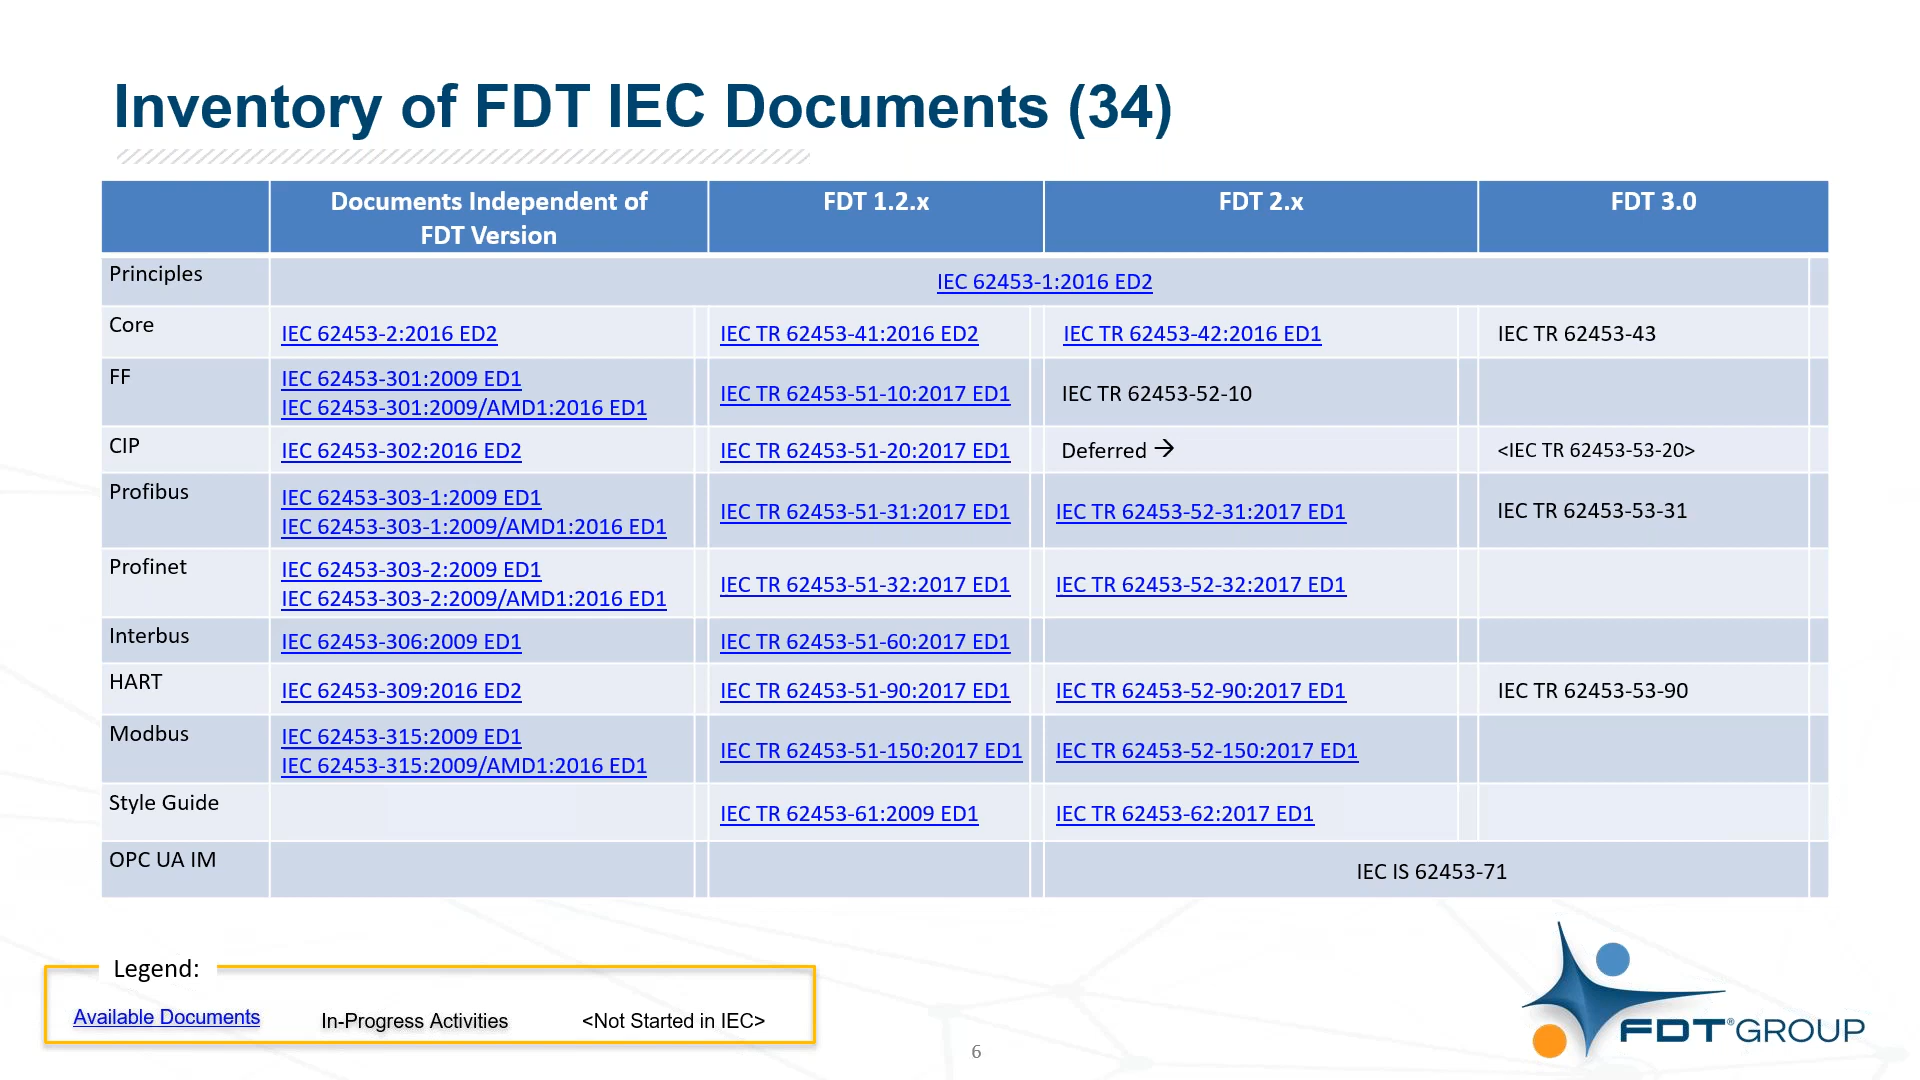 Inventory of FDT IEC Documents (34)
Documents Independent of
FDT Version
FDT 1.2.x
FDT 2.x
FDT 3.0
Principles
IEC 62453-1:2016 ED2
Core
IEC 62453-2:2016 ED2
IEC TR 62453-41:2016 ED2
IEC TR 62453-42:2016 ED1
IEC TR 62453-43
FF
IEC 62453-301:2009 ED1
IEC 62453-301:2009/AMD1:2016 ED1
IEC TR 62453-51-10:2017 ED1
IEC TR 62453-52-10
CIP
IEC 62453-302:2016 ED2
IEC TR 62453-51-20:2017 ED1
Deferred →
<IEC TR 62453-53-20>
Profibus
IEC 62453-303-1:2009 ED1
IEC 62453-303-1:2009/AMD1:2016 ED1
IEC TR 62453-51-31:2017 ED1
IEC TR 62453-52-31:2017 ED1
IEC TR 62453-53-31
Profinet
IEC 62453-303-2:2009 ED1
IEC 62453-303-2:2009/AMD1:2016 ED1
IEC TR 62453-51-32:2017 ED1
IEC TR 62453-52-32:2017 ED1
Interbus
IEC 62453-306:2009 ED1
IEC TR 62453-51-60:2017 ED1
HART
IEC 62453-309:2016 ED2
IEC TR 62453-51-90:2017 ED1
IEC TR 62453-52-90:2017 ED1
IEC TR 62453-53-90
Modbus
IEC 62453-315:2009 ED1
IEC 62453-315:2009/AMD1:2016 ED1
IEC TR 62453-51-150:2017 ED1
IEC TR 62453-52-150:2017 ED1
Style Guide
IEC TR 62453-61:2009 ED1
IEC TR 62453-62:2017 ED1
OPC UA IM
IEC IS 62453-71
Legend:
Available Documents
In-Progress Activities
<Not Started in IEC>
6
FDT® GROUP